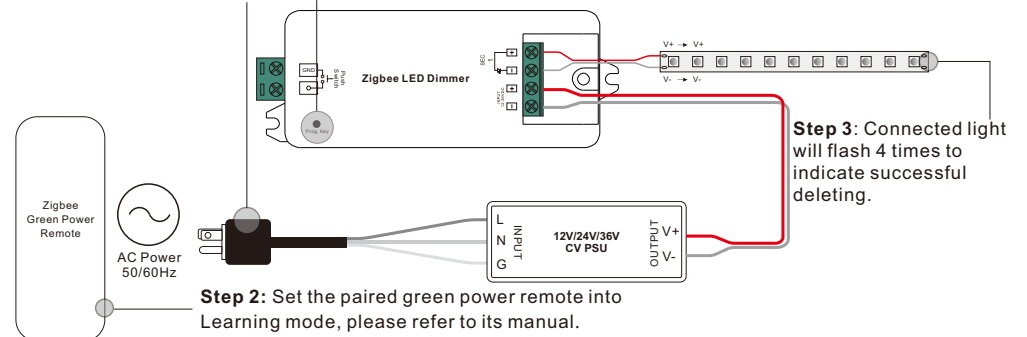 V+ → V+
V- → V-
SEC
1
+
-
+
-
GND
Push
Switch
Zigbee LED Dimmer
Prog. Key
Step 3: Connected light
will flash 4 times to
indicate successful
deleting.
Zigbee
Green Power
Remote
AC Power
50/60Hz
L
N
G
INPUT
12V/24V/36V
CV PSU
OUTPUT
V+
V-
Step 2: Set the paired green power remote into
Learning mode, please refer to its manual.